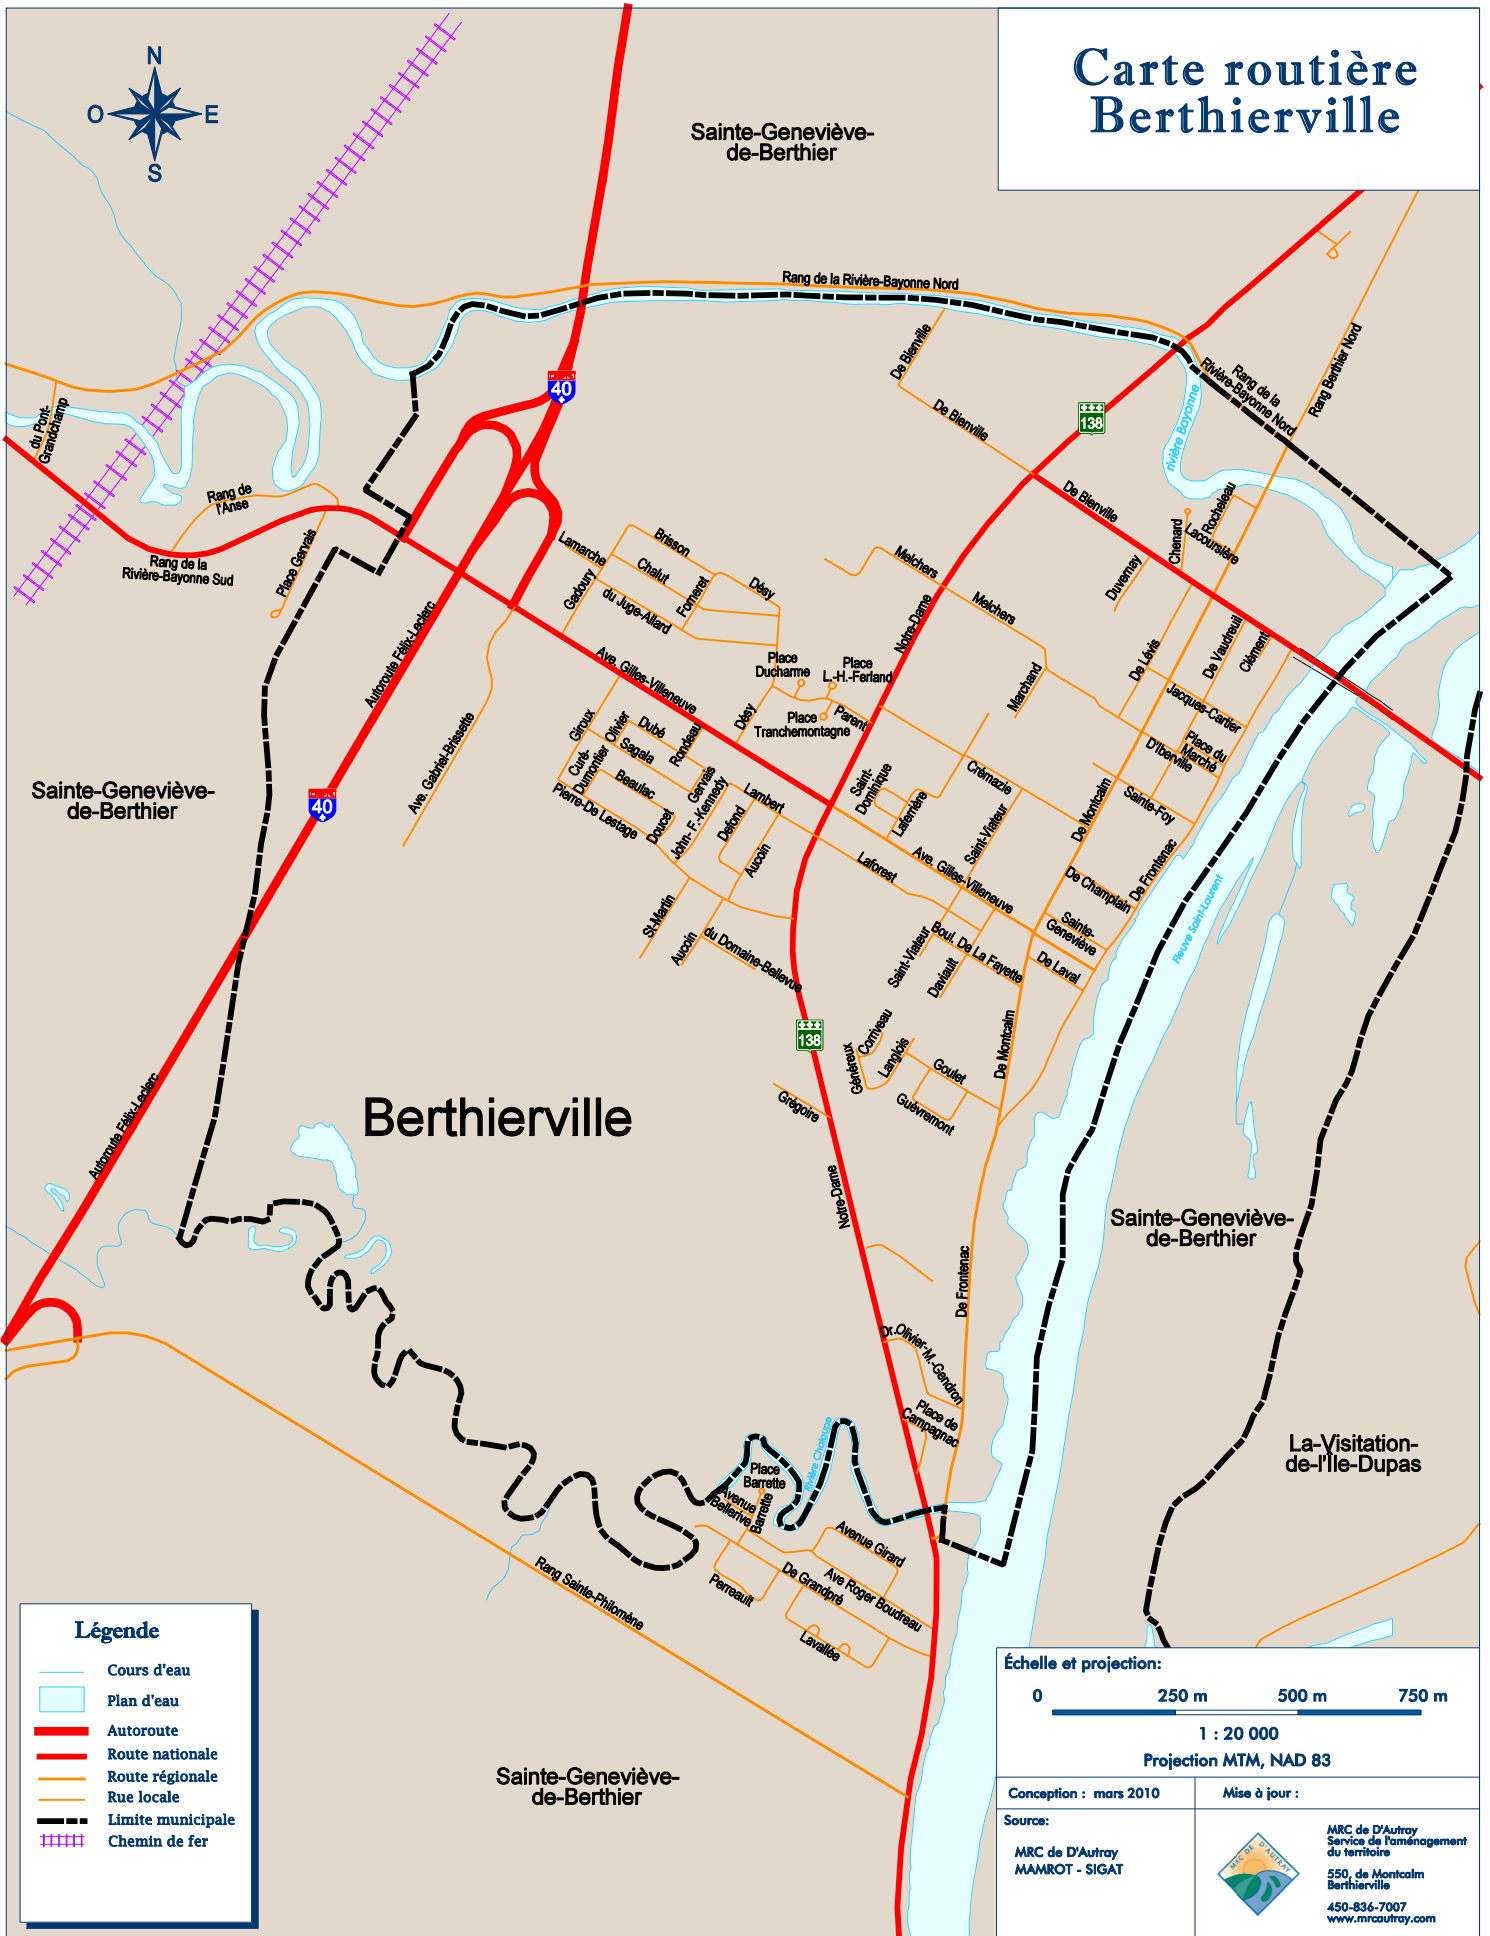 Carte routière
Berthierville
N
O
E
S
Sainte-Geneviève-
de-Berthier
Rang de la Rivière-Bayonne Nord
De Bienville
De Bienville
De Bienville
Rang de la
Rivière-Bayonne Nord
Rang Berthier Nord
rivière Bayonne
40
138
du Pont-
Grandchamp
Rang de
l'Anse
Rang de la
Rivière-Bayonne Sud
Place Gervais
Autoroute Félix-Leclerc
Lamarche
Brisson
Chalut
Forneret
Désy
Gadoury
du Juge-Allard
Melchers
Melchers
Notre-Dame
Duvernay
Chenard
Lacoursière
Rocheleau
De Lévis
De Vaudreuil
Clément
Jacques-Cartier
Place du
Marché
D'Iberville
Sainte-Foy
Marchand
Place
Ducharme
Place
L.-H.-Ferland
Place
Tranchemontagne
Parent
Désy
Ave. Gilles-Villeneuve
Ave. Gabriel-Brissette
Giroux
Olivier
Dubé
Rondeau
Sagala
Curé-
Dumontier
Beaulac
Gervais
Pierre-De Lestage
Doucet
John- F.-Kennedy
Defond
Lambert
Aucoin
Laforest
Saint-
Dominique
Laferrière
Crémazie
Saint-Viateur
De Montcalm
Ave. Gilles-Villeneuve
De Champlain
De Frontenac
Sainte-
Geneviève
De Laval
St-Martin
Aucoin
du Domaine-Bellevue
Saint-Viateur
Boul. De La Fayette
Daviault
Fleuve Saint-Laurent
Sainte-Geneviève-
de-Berthier
40
138
Généreux
Corriveau
Langlois
Goulet
Guévremont
De Montcalm
Grégoire
Berthierville
Autoroute Félix-Leclerc
Notre-Dame
De Frontenac
Sainte-Geneviève-
de-Berthier
Dr.Olivier-M.-Gendron
Place de
Campagnac
La-Visitation-
de-l'Île-Dupas
Rivière Chaloupe
Place
Barrette
Avenue
Bellerive
Barrette
Avenue Girard
Ave Roger Boudreau
De Grandpré
Perreault
Lavallée
Rang Sainte-Philomène
Sainte-Geneviève-
de-Berthier
Légende
Cours d'eau
Plan d'eau
Autoroute
Route nationale
Route régionale
Rue locale
Limite municipale
Chemin de fer
Échelle et projection:
0 250 m 500 m 750 m
1 : 20 000
Projection MTM, NAD 83
Conception : mars 2010
Mise à jour :
Source:
MRC de D'Autray
MAMROT - SIGAT
MRC DE D'AUTRAY
MRC de D'Autray
Service de l'aménagement
du territoire
550, de Montcalm
Berthierville
450-836-7007
www.mrcautray.com